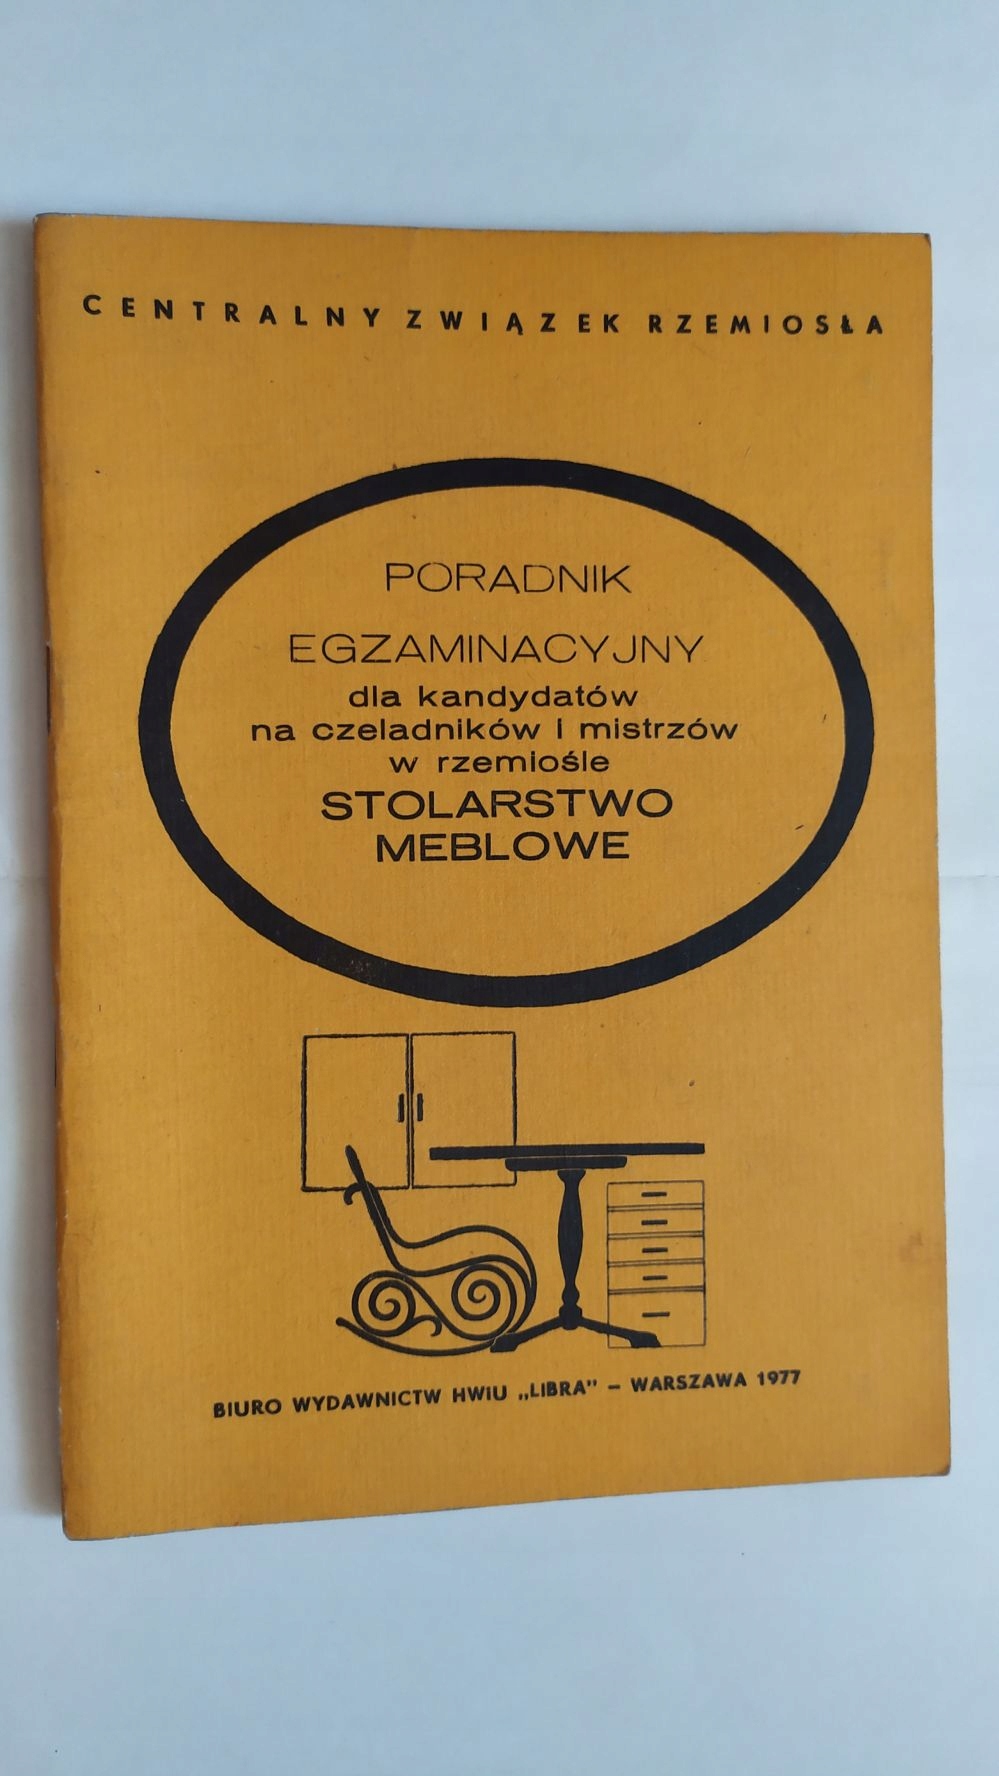 CENTRALNY ZWIĄZEK RZEMIOSŁA
PORADNIK
EGZAMINACYJNY
dla kandydatów
na czeladników i mistrzów
w rzemiośle
STOLARSTWO
MEBLOWE
BIURO WYDAWNICTW HWiU „LIBRA” – WARSZAWA 1977